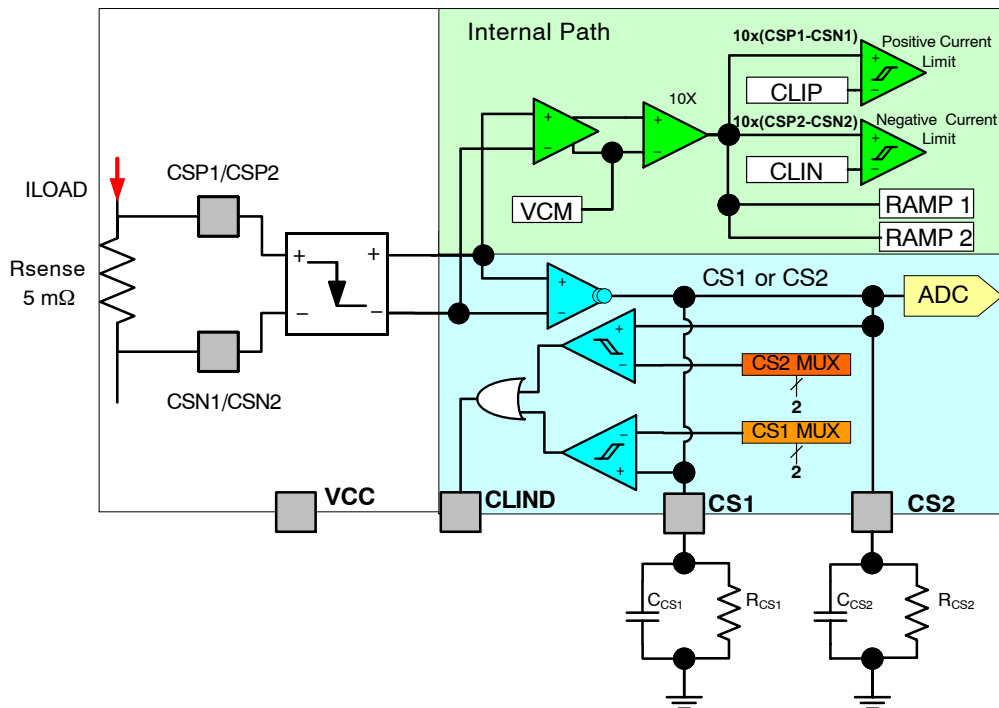 Internal Path
10x(CSP1-CSN1)
Positive Current
Limit
CLIP
10X
10x(CSP2-CSN2)
Negative Current
Limit
CLIN
VCM
RAMP 1
RAMP 2
ILOAD
CSP1/CSP2
Rsense
5 mΩ
CSN1/CSN2
+
+
−
−
+
−
+
−
−
−
+
−
CS1 or CS2
ADC
+
−
CS2 MUX
2
−
+
CS1 MUX
2
VCC
CLIND
CS1
CS2
CCS1
RCS1
CCS2
RCS2